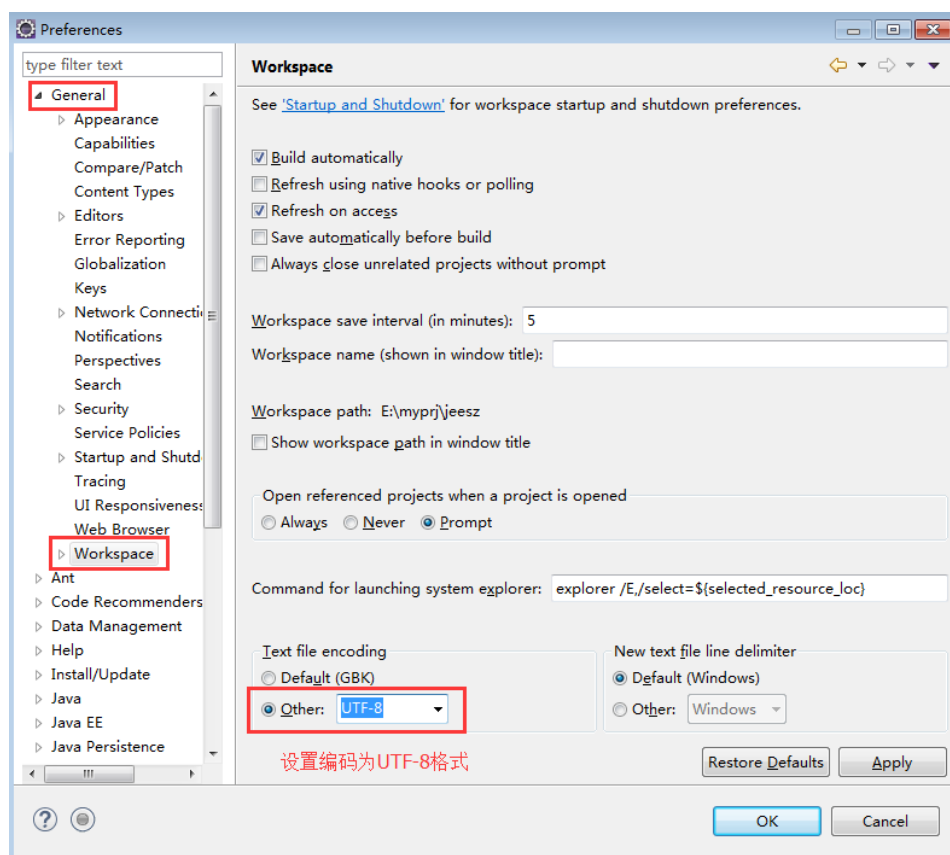 Preferences
type filter text
General
Appearance
Capabilities
Compare/Patch
Content Types
Editors
Error Reporting
Globalization
Keys
Network Connecti
Notifications
Perspectives
Search
Security
Service Policies
Startup and Shutd
Tracing
UI Responsiveness
Web Browser
Workspace
Ant
Code Recommenders
Data Management
Help
Install/Update
Java
Java EE
Java Persistence
Workspace
See 'Startup and Shutdown' for workspace startup and shutdown preferences.
Build automatically
Refresh using native hooks or polling
Refresh on access
Save automatically before build
Always close unrelated projects without prompt
Workspace save interval (in minutes): 5
Workspace name (shown in window title):
Workspace path: E:\myprj\jeesz
Show workspace path in window title
Open referenced projects when a project is opened
Always Never Prompt
Command for launching system explorer: explorer /E,/select=${selected_resource_loc}
Text file encoding
Default (GBK)
Other: UTF-8
New text file line delimiter
Default (Windows)
Other: Windows
设置编码为UTF-8格式
Restore Defaults Apply
OK Cancel